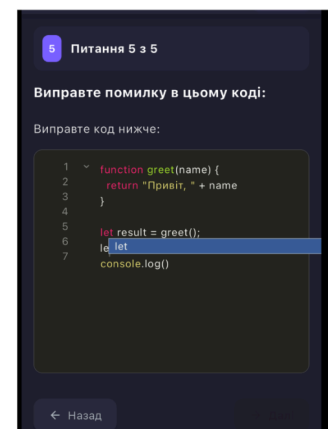 5 Питання 5 з 5
Виправте помилку в цьому коді:
Виправте код нижче:
1 function greet(name) {
2 return "Привіт, " + name
3 }
4
5 let result = greet();
6 le let
7 console.log()
← Назад